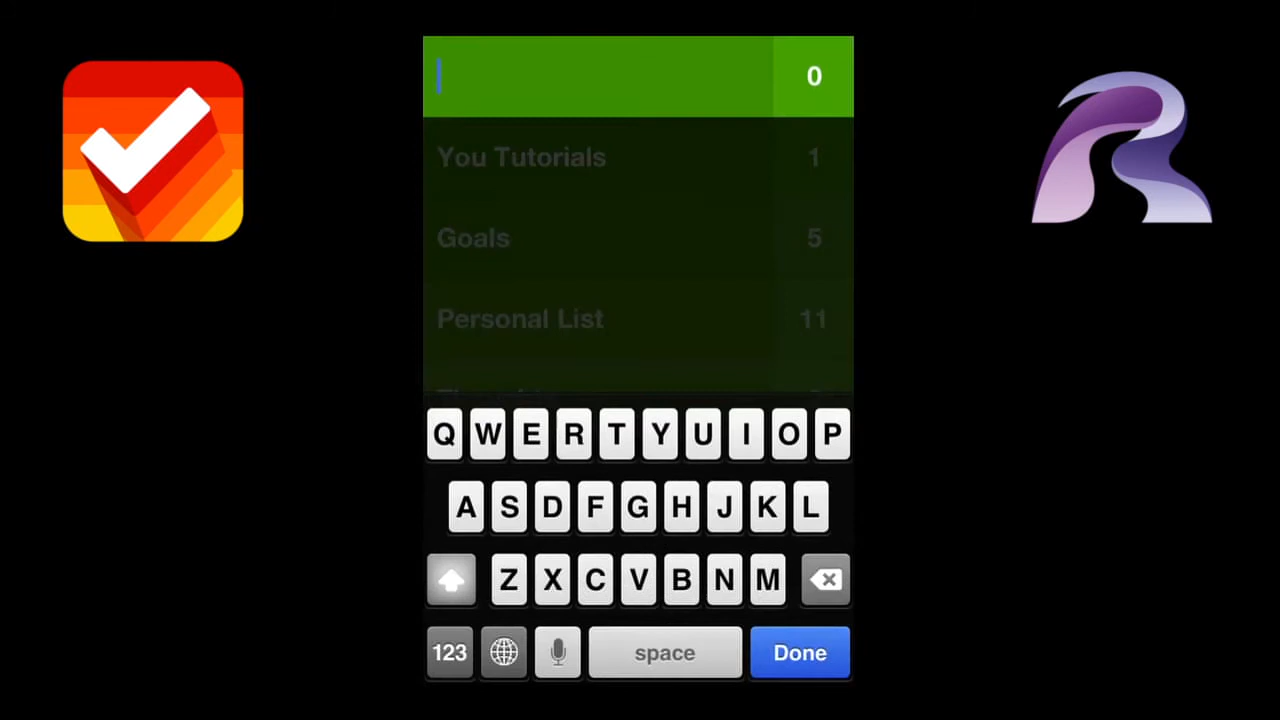 0
You Tutorials 1
Goals 5
Personal List 11
Q W E R T Y U I O P
A S D F G H J K L
Z X C V B N M
123 space Done